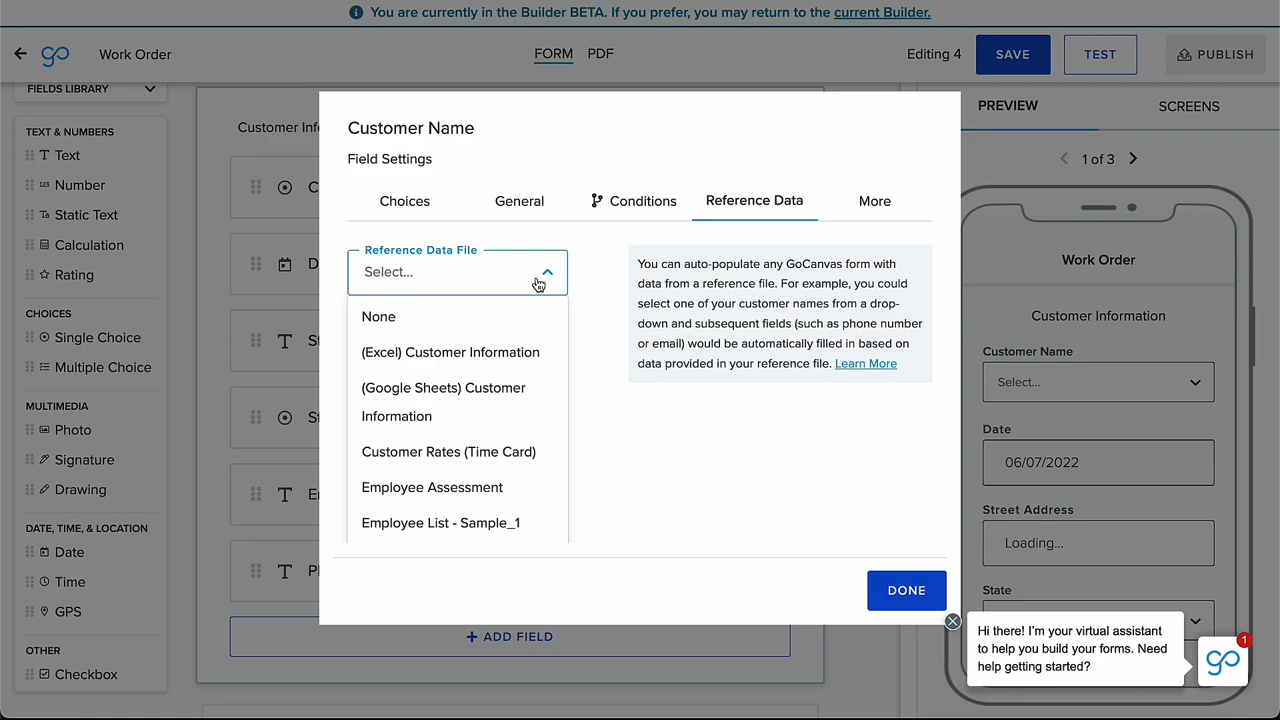 You are currently in the Builder BETA. If you prefer, you may return to the current Builder.
go
Work Order
FORM
PDF
Editing 4
SAVE
TEST
PUBLISH
FIELDS LIBRARY
TEXT & NUMBERS
Text
123 Number
Static Text
Calculation
Rating
CHOICES
Single Choice
Multiple Choice
MULTIMEDIA
Photo
Signature
Drawing
DATE, TIME, & LOCATION
Date
Time
GPS
OTHER
Checkbox
Customer Inf
C
D
St
St
E
P
+ ADD FIELD
Customer Name
Field Settings
Choices
General
Conditions
Reference Data
More
Reference Data File
Select...
None
(Excel) Customer Information
(Google Sheets) Customer
Information
Customer Rates (Time Card)
Employee Assessment
Employee List - Sample_1
You can auto-populate any GoCanvas form with
data from a reference file. For example, you could
select one of your customer names from a drop-
down and subsequent fields (such as phone number
or email) would be automatically filled in based on
data provided in your reference file. Learn More
DONE
PREVIEW
SCREENS
1 of 3
Work Order
Customer Information
Customer Name
Select...
Date
06/07/2022
Street Address
Loading...
State
Hi there! I'm your virtual assistant
to help you build your forms. Need
help getting started?
go
1